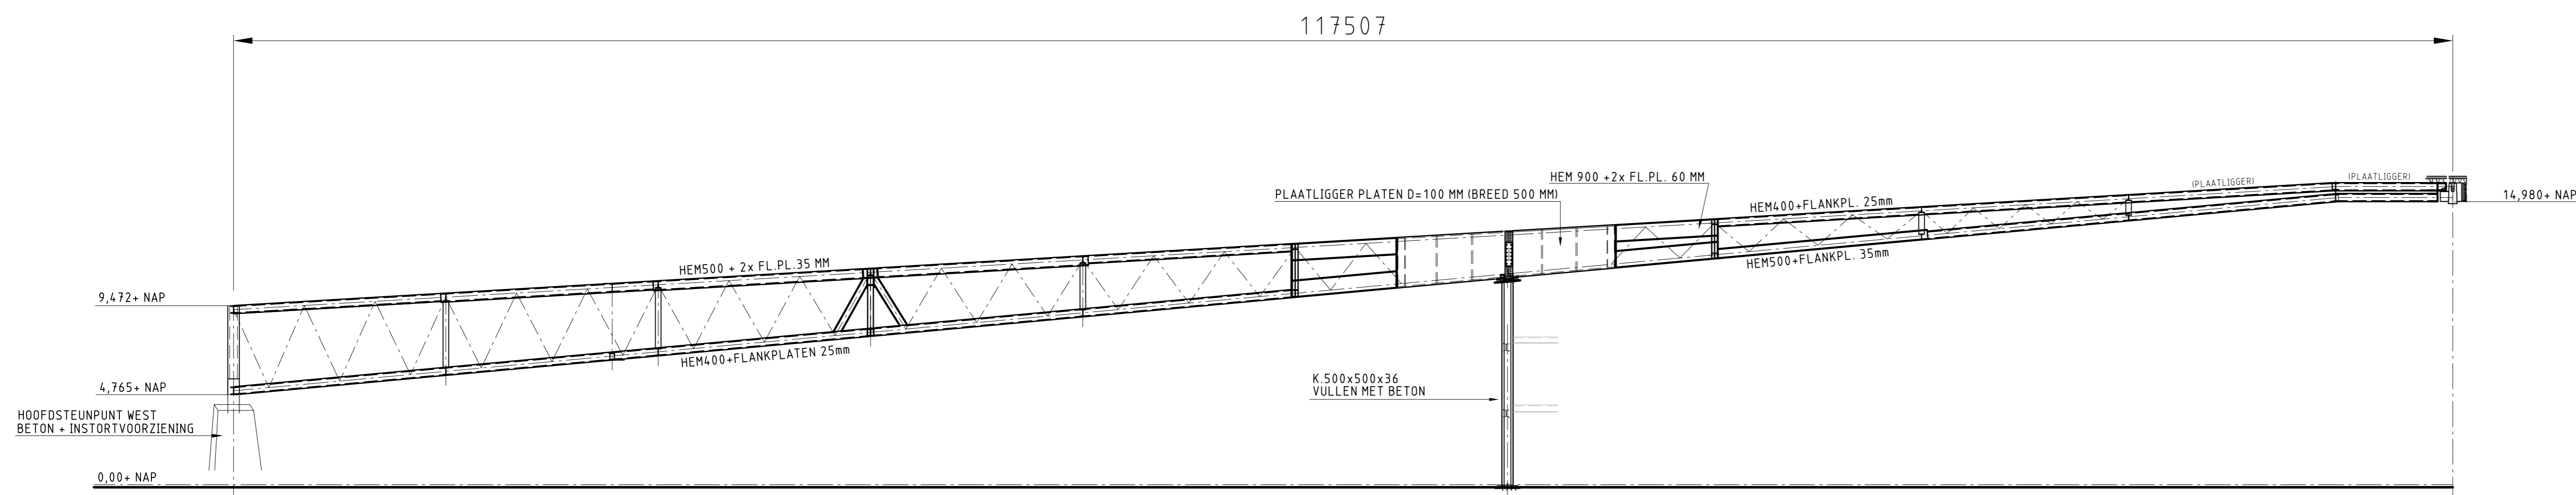 117507
HEM 900 +2x FL.PL. 60 MM
(PLAATLIGGER)
(PLAATLIGGER)
PLAATLIGGER PLATEN D=100 MM (BREED 500 MM)
14,980+ NAP
HEM400+FLANKPL. 25mm
HEM500 + 2x FL.PL.35 MM
HEM500+FLANKPL. 35mm
9,472+ NAP
HEM400+FLANKPLATEN 25mm
4,765+ NAP
K.500x500x36
VULLEN MET BETON
HOOFDSTEUNPUNT WEST
BETON + INSTORTVOORZIENING
0,00+ NAP